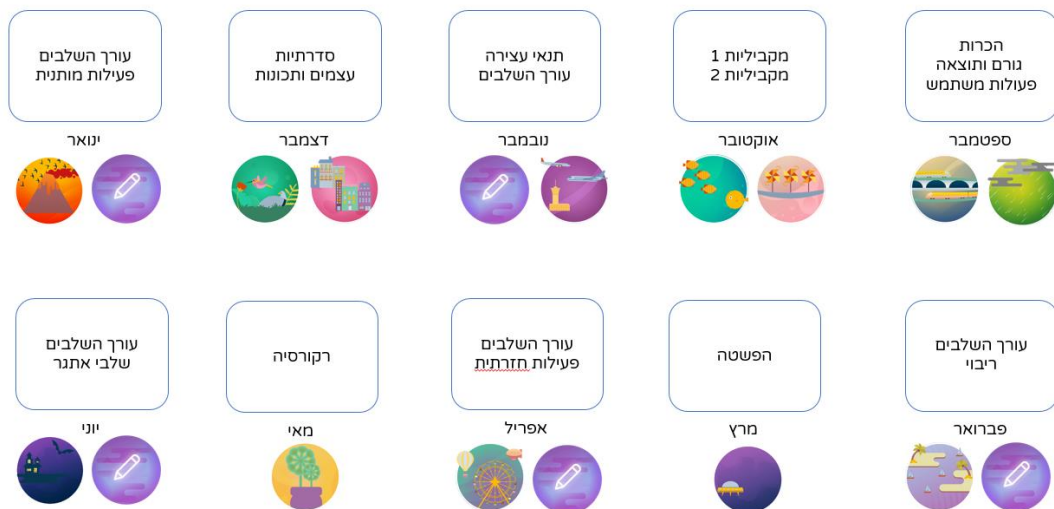 הכרות
גורם ותוצאה
פעולות משתמש
ספטמבר
מקביליות 1
מקביליות 2
אוקטובר
תנאי עצירה
עורך השלבים
נובמבר
סדרתיות
עצמים ותכונות
דצמבר
עורך השלבים
פעילות מותנית
ינואר
עורך השלבים
ריבוי
פברואר
הפשטה
מרץ
עורך השלבים
פעילות חזרתית
אפריל
רקורסיה
מאי
עורך השלבים
שלבי אתגר
יוני